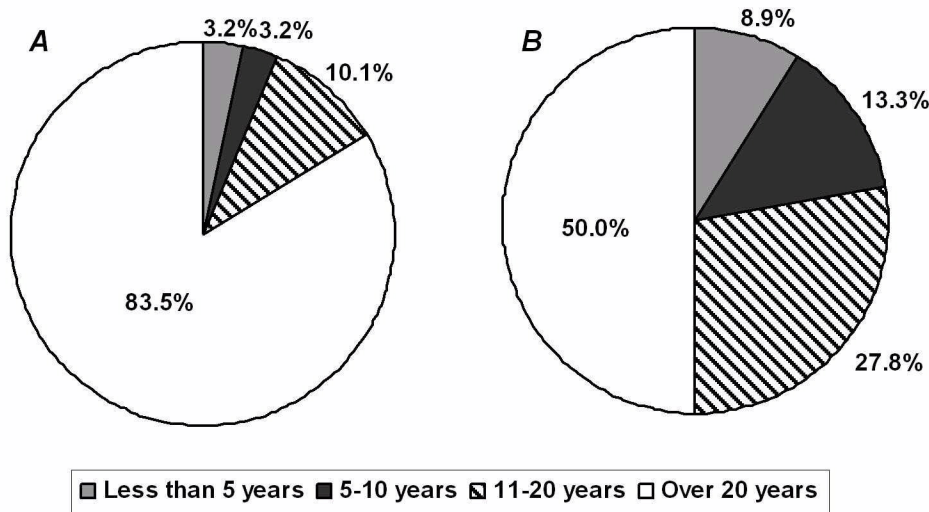 A
3.2% 3.2%
10.1%
83.5%
B
8.9%
13.3%
50.0%
27.8%
Less than 5 years 5-10 years 11-20 years Over 20 years